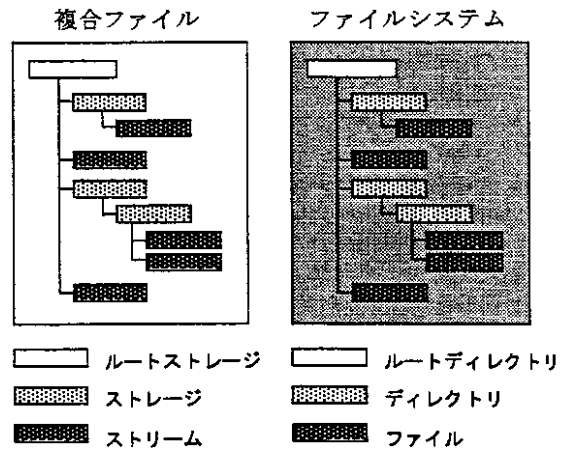 複合ファイル
ファイルシステム
ルートストレージ
ストレージ
ストリーム
ルートディレクトリ
ディレクトリ
ファイル